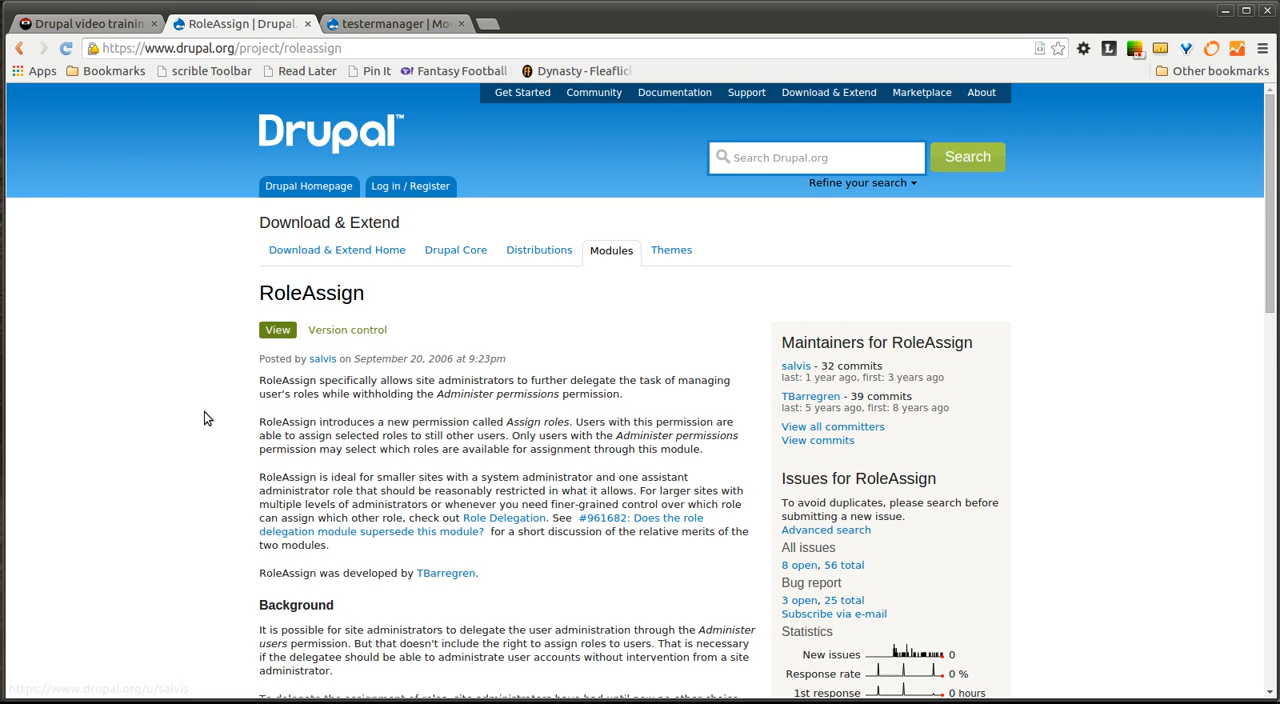 Drupal video trainin
RoleAssign | Drupal.
testermanager | Mo
https://www.drupal.org/project/roleassign
L
Apps
Bookmarks
scrible Toolbar
Read Later
Pin It
Fantasy Football
Dynasty - Fleaflic
Other bookmarks
Get Started Community Documentation Support Download & Extend Marketplace About
Drupal™
Search Drupal.org
Search
Refine your search
Drupal Homepage Log in / Register
Download & Extend
Download & Extend Home Drupal Core Distributions Modules Themes
RoleAssign
View Version control
Posted by salvis on September 20, 2006 at 9:23pm
RoleAssign specifically allows site administrators to further delegate the task of managing
user's roles while withholding the Administer permissions permission.
RoleAssign introduces a new permission called Assign roles. Users with this permission are
able to assign selected roles to still other users. Only users with the Administer permissions
permission may select which roles are available for assignment through this module.
RoleAssign is ideal for smaller sites with a system administrator and one assistant
administrator role that should be reasonably restricted in what it allows. For larger sites with
multiple levels of administrators or whenever you need finer-grained control over which role
can assign which other role, check out Role Delegation. See #961682: Does the role
delegation module supersede this module? for a short discussion of the relative merits of the
two modules.
RoleAssign was developed by TBarregren.
Background
It is possible for site administrators to delegate the user administration through the Administer
users permission. But that doesn't include the right to assign roles to users. That is necessary
if the delegatee should be able to administrate user accounts without intervention from a site
administrator.
To delegate the assignment of roles, site administrators have had until now no other choice
https://www.drupal.org/u/salvis
Maintainers for RoleAssign
salvis - 32 commits
last: 1 year ago, first: 3 years ago
TBarregren - 39 commits
last: 5 years ago, first: 8 years ago
View all committers
View commits
Issues for RoleAssign
To avoid duplicates, please search before
submitting a new issue.
Advanced search
All issues
8 open, 56 total
Bug report
3 open, 25 total
Subscribe via e-mail
Statistics
New issues 0
Response rate 0 %
1st response 0 hours